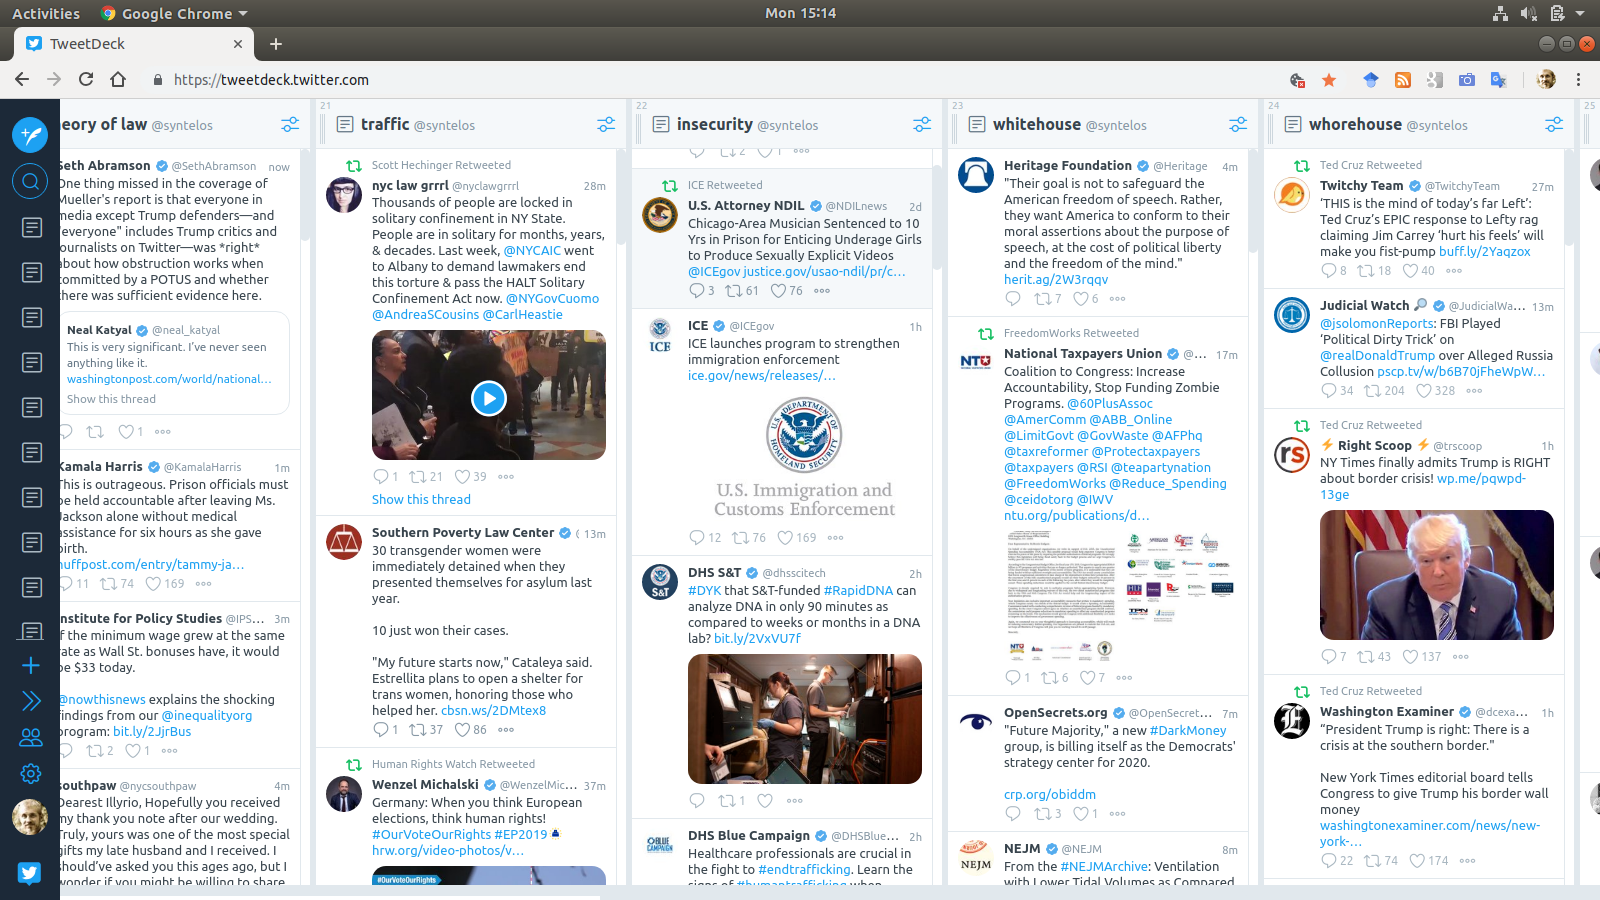 Activities
Google Chrome
Mon 15:14
TweetDeck
https://tweetdeck.twitter.com
eory of law @syntelos
Seth Abramson @SethAbramson now
One thing missed in the coverage of
Mueller's report is that everyone in
media except Trump defenders—and
"everyone" includes Trump critics and
journalists on Twitter—was *right*
about how obstruction works when
committed by a POTUS and whether
there was sufficient evidence here.
Neal Katyal @neal_katyal
This is very significant. I've never seen
anything like it.
washingtonpost.com/world/national…
Show this thread
1
Kamala Harris @KamalaHarris 1m
This is outrageous. Prison officials must
be held accountable after leaving Ms.
Jackson alone without medical
assistance for six hours as she gave
birth.
huffpost.com/entry/tammy-ja…
11 74 169
Institute for Policy Studies @IPS… 3m
If the minimum wage grew at the same
rate as Wall St. bonuses have, it would
be $33 today.
@nowthisnews explains the shocking
findings from our @inequalityorg
program: bit.ly/2JjrBus
2 1
southpaw @nycsouthpaw 4m
Dearest Illyrio, Hopefully you received
my thank you note after our wedding.
Truly, yours was one of the most special
gifts my late husband and I received. I
should've asked you this ages ago, but I
wonder if you might be willing to share
21
traffic @syntelos
Scott Hechinger Retweeted
nyc law grrrl @nyclawgrrrl 28m
Thousands of people are locked in
solitary confinement in NY State.
People are in solitary for months, years,
& decades. Last week, @NYCAIC went
to Albany to demand lawmakers end
this torture & pass the HALT Solitary
Confinement Act now. @NYGovCuomo
@AndreaSCousins @CarlHeastie
1 21 39
Show this thread
Southern Poverty Law Center ( 13m
30 transgender women were
immediately detained when they
presented themselves for asylum last
year.
10 just won their cases.
"My future starts now," Cataleya said.
Estrellita plans to open a shelter for
trans women, honoring those who
helped her. cbsn.ws/2DMtex8
1 37 86
Human Rights Watch Retweeted
Wenzel Michalski @WenzelMic… 37m
Germany: When you think European
elections, think human rights!
#OurVoteOurRights #EP2019
hrw.org/video-photos/v…
#OurVoteOurRights
22
insecurity @syntelos
2 1
ICE Retweeted
U.S. Attorney NDIL @NDILnews 2d
Chicago-Area Musician Sentenced to 10
Yrs in Prison for Enticing Underage Girls
to Produce Sexually Explicit Videos
@ICEgov justice.gov/usao-ndil/pr/c…
3 61 76
ICE @ICEgov 1h
ICE launches program to strengthen
immigration enforcement
ice.gov/news/releases/…
ICE
U.S. DEPARTMENT OF HOMELAND SECURITY
U.S. Immigration and
Customs Enforcement
12 76 169
DHS S&T @dhsscitech 2h
#DYK that S&T-funded #RapidDNA can
analyze DNA in only 90 minutes as
compared to weeks or months in a DNA
lab? bit.ly/2VxVU7f
S&T
1
DHS Blue Campaign @DHSBlue… 2h
Healthcare professionals are crucial in
the fight to #endtrafficking. Learn the
signs of #humantrafficking when
BLUE CAMPAIGN
23
whitehouse @syntelos
Heritage Foundation @Heritage 4m
"Their goal is not to safeguard the
American freedom of speech. Rather,
they want America to conform to their
moral assertions about the purpose of
speech, at the cost of political liberty
and the freedom of the mind."
herit.ag/2W3rqqv
7 6
FreedomWorks Retweeted
National Taxpayers Union @… 17m
NTU
Coalition to Congress: Increase
Accountability, Stop Funding Zombie
Programs. @60PlusAssoc
@AmerComm @ABB_Online
@LimitGovt @GovWaste @AFPhq
@taxreformer @Protectaxpayers
@taxpayers @RSI @teapartynation
@FreedomWorks @Reduce_Spending
@ceidotorg @IWV
ntu.org/publications/d…
1 6 7
OpenSecrets.org @OpenSecret… 7m
"Future Majority," a new #DarkMoney
group, is billing itself as the Democrats'
strategy center for 2020.
crp.org/obiddm
3 1
NEJM @NEJM 8m
NEJM
From the #NEJMArchive: Ventilation
with Lower Tidal Volumes as Compared
24
whorehouse @syntelos
Ted Cruz Retweeted
Twitchy Team @TwitchyTeam 27m
‘THIS is the mind of today’s far Left’:
Ted Cruz’s EPIC response to Lefty rag
claiming Jim Carrey ‘hurt his feels’ will
make you fist-pump buff.ly/2Yaqzox
8 18 40
Judicial Watch @JudicialWa… 13m
@jsolomonReports: FBI Played
‘Political Dirty Trick’ on
@realDonaldTrump over Alleged Russia
Collusion pscp.tv/w/b6B70jFheWpW…
34 204 328
Ted Cruz Retweeted
Right Scoop @trscoop 1h
rs
NY Times finally admits Trump is RIGHT
about border crisis! wp.me/pqwpd-
13ge
7 43 137
Ted Cruz Retweeted
Washington Examiner @dcexa… 1h
“President Trump is right: There is a
crisis at the southern border."
New York Times editorial board tells
Congress to give Trump his border wall
money
washingtonexaminer.com/news/new-
york-…
22 74 174
25